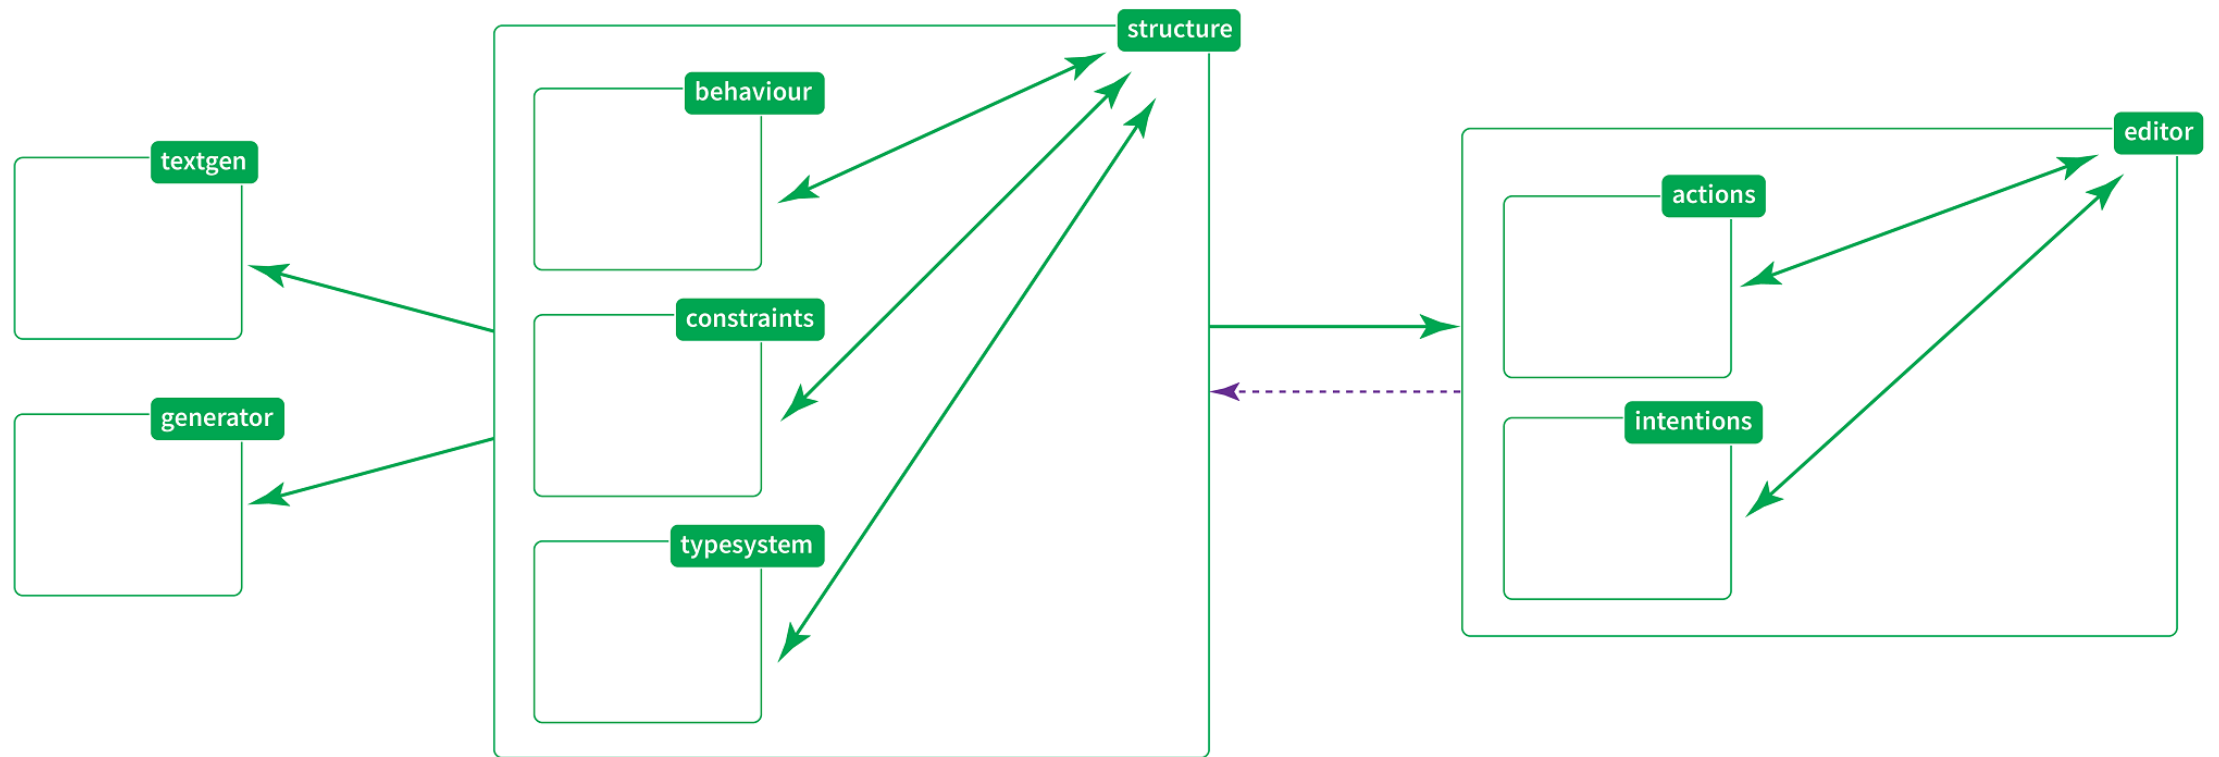 structure
behaviour
editor
textgen
actions
constraints
generator
intentions
typesystem